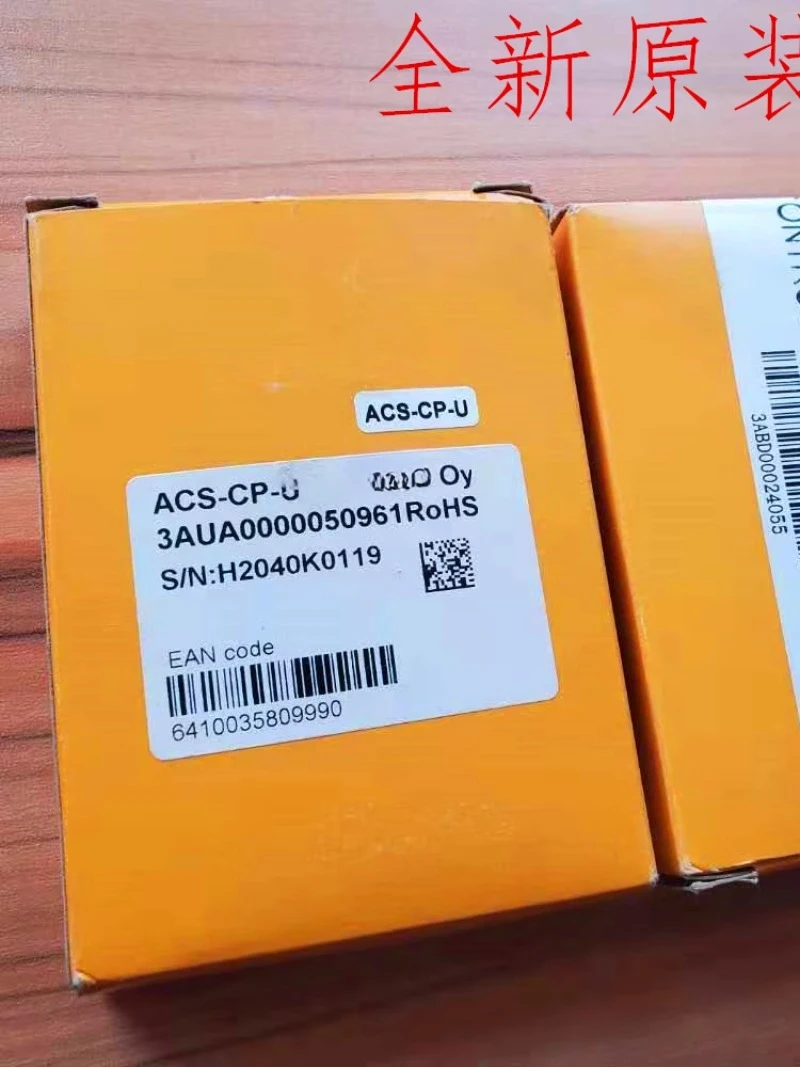 全新原装
ACS-CP-U
ACS-CP-U Oy
3AUA0000050961RoHS
S/N:H2040K0119
EAN code
6410035809990
3ABD00024055